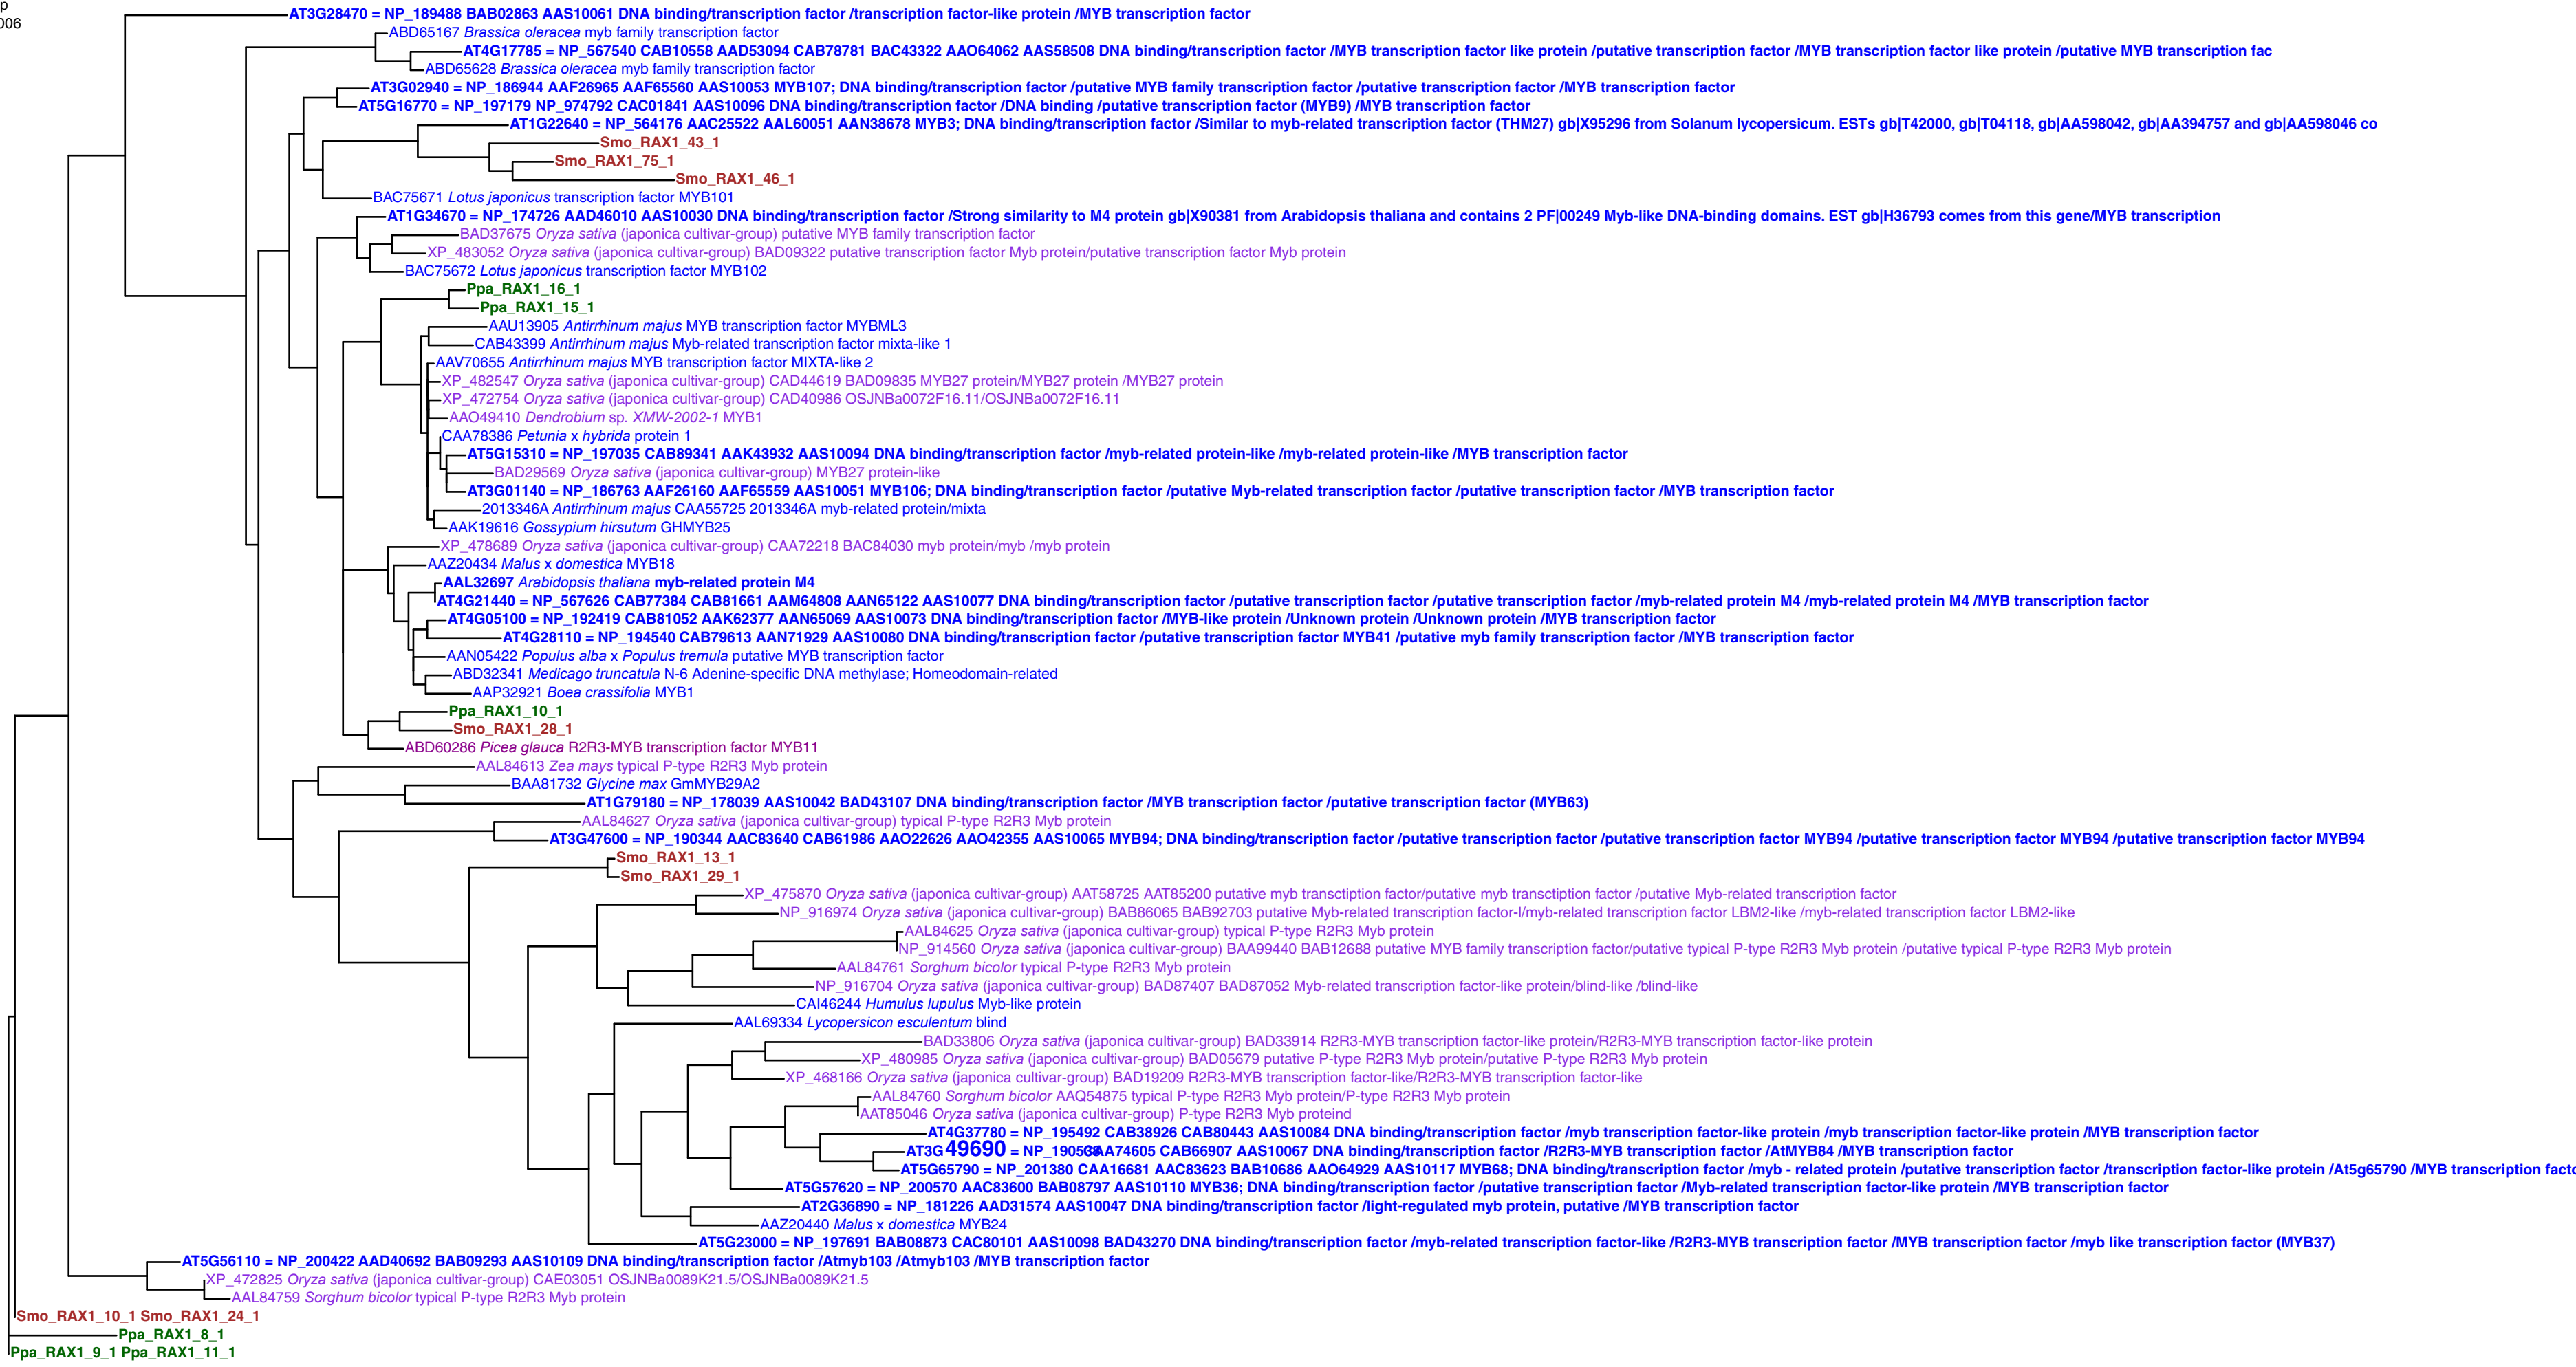 p
006
AT3G28470 = NP_189488 BAB02863 AAS10061 DNA binding/transcription factor /transcription factor-like protein /MYB transcription factor
ABD65167 Brassica oleracea myb family transcription factor
AT4G17785 = NP_567540 CAB10558 AAD53094 CAB78781 BAC43322 AAO64062 AAS58508 DNA binding/transcription factor /MYB transcription factor like protein /putative transcription factor /MYB transcription factor like protein /putative MYB transcription fac
ABD65628 Brassica oleracea myb family transcription factor
AT3G02940 = NP_186944 AAF26965 AAF65560 AAS10053 MYB107; DNA binding/transcription factor /putative MYB family transcription factor /putative transcription factor /MYB transcription factor
AT5G16770 = NP_197179 NP_974792 CAC01841 AAS10096 DNA binding/transcription factor /DNA binding /putative transcription factor (MYB9) /MYB transcription factor
AT1G22640 = NP_564176 AAC25522 AAL60051 AAN38678 MYB3; DNA binding/transcription factor /Similar to myb-related transcription factor (THM27) gb|X95296 from Solanum lycopersicum. ESTs gb|T42000, gb|T04118, gb|AA598042, gb|AA394757 and gb|AA598046 co
Smo_RAX1_43_1
Smo_RAX1_75_1
Smo_RAX1_46_1
BAC75671 Lotus japonicus transcription factor MYB101
AT1G34670 = NP_174726 AAD46010 AAS10030 DNA binding/transcription factor /Strong similarity to M4 protein gb|X90381 from Arabidopsis thaliana and contains 2 PF|00249 Myb-like DNA-binding domains. EST gb|H36793 comes from this gene/MYB transcription
BAD37675 Oryza sativa (japonica cultivar-group) putative MYB family transcription factor
XP_483052 Oryza sativa (japonica cultivar-group) BAD09322 putative transcription factor Myb protein/putative transcription factor Myb protein
BAC75672 Lotus japonicus transcription factor MYB102
Ppa_RAX1_16_1
Ppa_RAX1_15_1
AAU13905 Antirrhinum majus MYB transcription factor MYBML3
CAB43399 Antirrhinum majus Myb-related transcription factor mixta-like 1
AAV70655 Antirrhinum majus MYB transcription factor MIXTA-like 2
XP_482547 Oryza sativa (japonica cultivar-group) CAD44619 BAD09835 MYB27 protein/MYB27 protein /MYB27 protein
XP_472754 Oryza sativa (japonica cultivar-group) CAD40986 OSJNBa0072F16.11/OSJNBa0072F16.11
AAO49410 Dendrobium sp. XMW-2002-1 MYB1
CAA78386 Petunia x hybrida protein 1
AT5G15310 = NP_197035 CAB89341 AAK43932 AAS10094 DNA binding/transcription factor /myb-related protein-like /myb-related protein-like /MYB transcription factor
BAD29569 Oryza sativa (japonica cultivar-group) MYB27 protein-like
AT3G01140 = NP_186763 AAF26160 AAF65559 AAS10051 MYB106; DNA binding/transcription factor /putative Myb-related transcription factor /putative transcription factor /MYB transcription factor
2013346A Antirrhinum majus CAA55725 2013346A myb-related protein/mixta
AAK19616 Gossypium hirsutum GHMYB25
XP_478689 Oryza sativa (japonica cultivar-group) CAA72218 BAC84030 myb protein/myb /myb protein
AAZ20434 Malus x domestica MYB18
AAL32697 Arabidopsis thaliana myb-related protein M4
AT4G21440 = NP_567626 CAB77384 CAB81661 AAM64808 AAN65122 AAS10077 DNA binding/transcription factor /putative transcription factor /putative transcription factor /myb-related protein M4 /myb-related protein M4 /MYB transcription factor
AT4G05100 = NP_192419 CAB81052 AAK62377 AAN65069 AAS10073 DNA binding/transcription factor /MYB-like protein /Unknown protein /Unknown protein /MYB transcription factor
AT4G28110 = NP_194540 CAB79613 AAN71929 AAS10080 DNA binding/transcription factor /putative transcription factor MYB41 /putative myb family transcription factor /MYB transcription factor
AAN05422 Populus alba x Populus tremula putative MYB transcription factor
ABD32341 Medicago truncatula N-6 Adenine-specific DNA methylase; Homeodomain-related
AAP32921 Boea crassifolia MYB1
Ppa_RAX1_10_1
Smo_RAX1_28_1
ABD60286 Picea glauca R2R3-MYB transcription factor MYB11
AAL84613 Zea mays typical P-type R2R3 Myb protein
BAA81732 Glycine max GmMYB29A2
AT1G79180 = NP_178039 AAS10042 BAD43107 DNA binding/transcription factor /MYB transcription factor /putative transcription factor (MYB63)
AAL84627 Oryza sativa (japonica cultivar-group) typical P-type R2R3 Myb protein
AT3G47600 = NP_190344 AAC83640 CAB61986 AAO22626 AAO42355 AAS10065 MYB94; DNA binding/transcription factor /putative transcription factor /putative transcription factor MYB94 /putative transcription factor MYB94 /putative transcription factor MYB94
Smo_RAX1_13_1
Smo_RAX1_29_1
XP_475870 Oryza sativa (japonica cultivar-group) AAT58725 AAT85200 putative myb transctiption factor/putative myb transctiption factor /putative Myb-related transcription factor
NP_916974 Oryza sativa (japonica cultivar-group) BAB86065 BAB92703 putative Myb-related transcription factor-l/myb-related transcription factor LBM2-like /myb-related transcription factor LBM2-like
AAL84625 Oryza sativa (japonica cultivar-group) typical P-type R2R3 Myb protein
NP_914560 Oryza sativa (japonica cultivar-group) BAA99440 BAB12688 putative MYB family transcription factor/putative typical P-type R2R3 Myb protein /putative typical P-type R2R3 Myb protein
AAL84761 Sorghum bicolor typical P-type R2R3 Myb protein
NP_916704 Oryza sativa (japonica cultivar-group) BAD87407 BAD87052 Myb-related transcription factor-like protein/blind-like /blind-like
CAI46244 Humulus lupulus Myb-like protein
AAL69334 Lycopersicon esculentum blind
BAD33806 Oryza sativa (japonica cultivar-group) BAD33914 R2R3-MYB transcription factor-like protein/R2R3-MYB transcription factor-like protein
XP_480985 Oryza sativa (japonica cultivar-group) BAD05679 putative P-type R2R3 Myb protein/putative P-type R2R3 Myb protein
XP_468166 Oryza sativa (japonica cultivar-group) BAD19209 R2R3-MYB transcription factor-like/R2R3-MYB transcription factor-like
AAL84760 Sorghum bicolor AAQ54875 typical P-type R2R3 Myb protein/P-type R2R3 Myb protein
AAT85046 Oryza sativa (japonica cultivar-group) P-type R2R3 Myb proteind
AT4G37780 = NP_195492 CAB38926 CAB80443 AAS10084 DNA binding/transcription factor /myb transcription factor-like protein /myb transcription factor-like protein /MYB transcription factor
AT3G49690 = CAB66907 AAS10067 DNA binding/transcription factor /R2R3-MYB transcription factor /AtMYB84 /MYB transcription factor
AT5G65790 = NP_201380 CAA16681 AAC83623 BAB10686 AAO64929 AAS10117 MYB68; DNA binding/transcription factor /myb - related protein /putative transcription factor /transcription factor-like protein /At5g65790 /MYB transcription facto
AT5G57620 = NP_200570 AAC83600 BAB08797 AAS10110 MYB36; DNA binding/transcription factor /putative transcription factor /Myb-related transcription factor-like protein /MYB transcription factor
AT2G36890 = NP_181226 AAD31574 AAS10047 DNA binding/transcription factor /light-regulated myb protein, putative /MYB transcription factor
AAZ20440 Malus x domestica MYB24
AT5G23000 = NP_197691 BAB08873 CAC80101 AAS10098 BAD43270 DNA binding/transcription factor /myb-related transcription factor-like /R2R3-MYB transcription factor /MYB transcription factor /myb like transcription factor (MYB37)
AT5G56110 = NP_200422 AAD40692 BAB09293 AAS10109 DNA binding/transcription factor /Atmyb103 /Atmyb103 /MYB transcription factor
XP_472825 Oryza sativa (japonica cultivar-group) CAE03051 OSJNBa0089K21.5/OSJNBa0089K21.5
AAL84759 Sorghum bicolor typical P-type R2R3 Myb protein
Smo_RAX1_10_1 Smo_RAX1_24_1
Ppa_RAX1_8_1
Ppa_RAX1_9_1 Ppa_RAX1_11_1